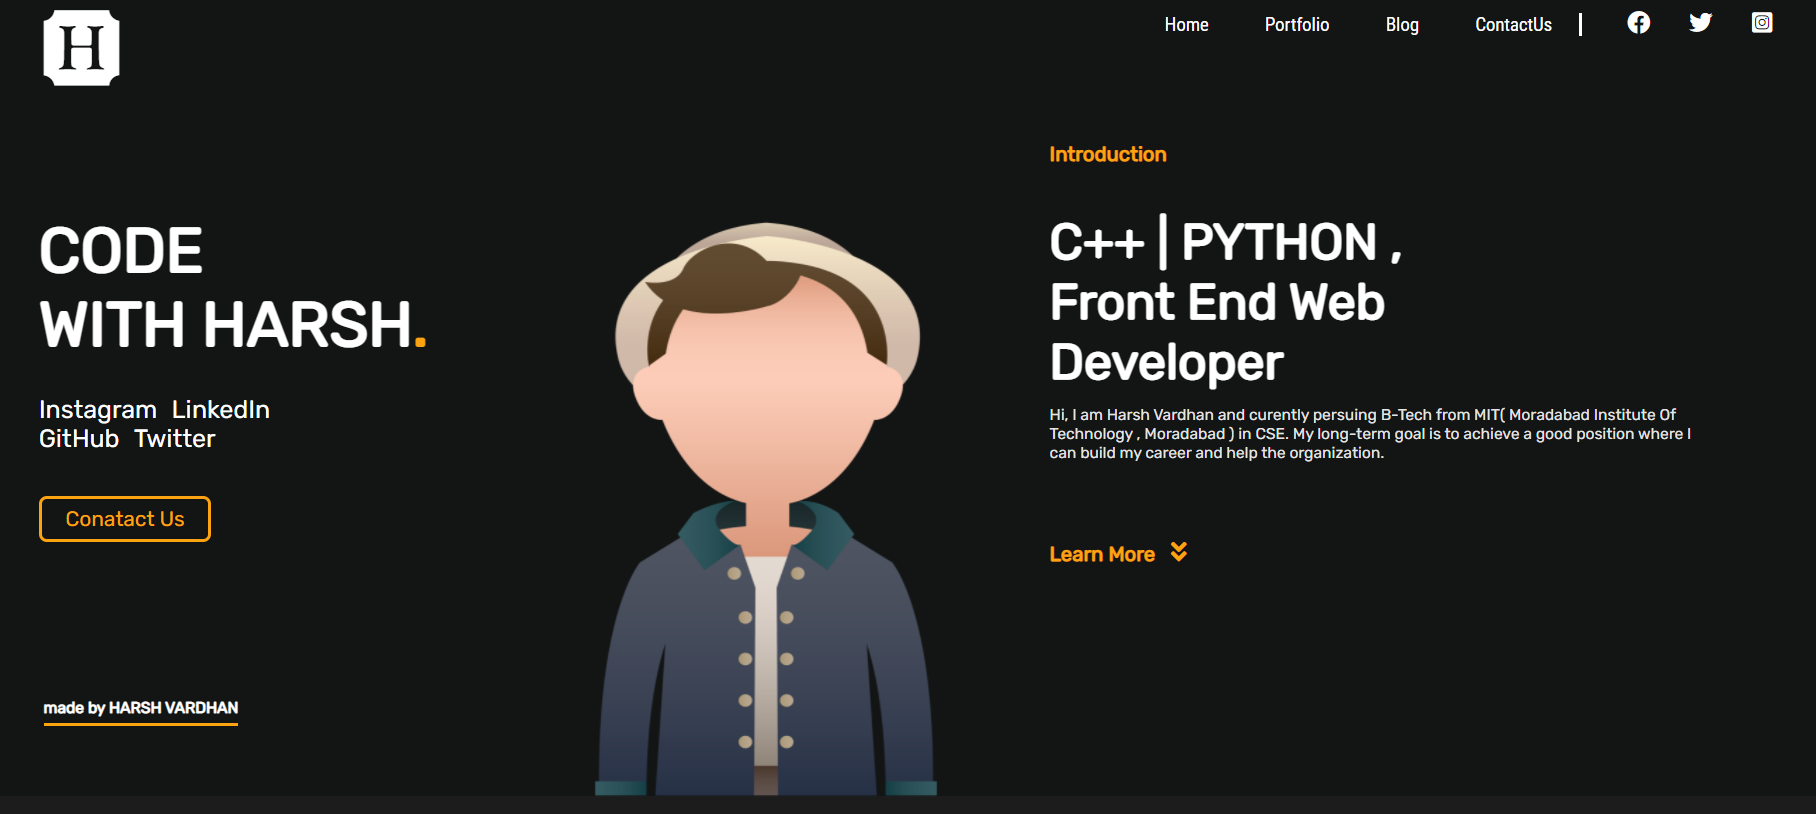 H
Home Portfolio Blog ContactUs
CODE
WITH HARSH.
Instagram LinkedIn
GitHub Twitter
Conatact Us
made by HARSH VARDHAN
Introduction
C++ | PYTHON ,
Front End Web
Developer
Hi, I am Harsh Vardhan and curently persuing B-Tech from MIT( Moradabad Institute Of
Technology , Moradabad ) in CSE. My long-term goal is to achieve a good position where I
can build my career and help the organization.
Learn More